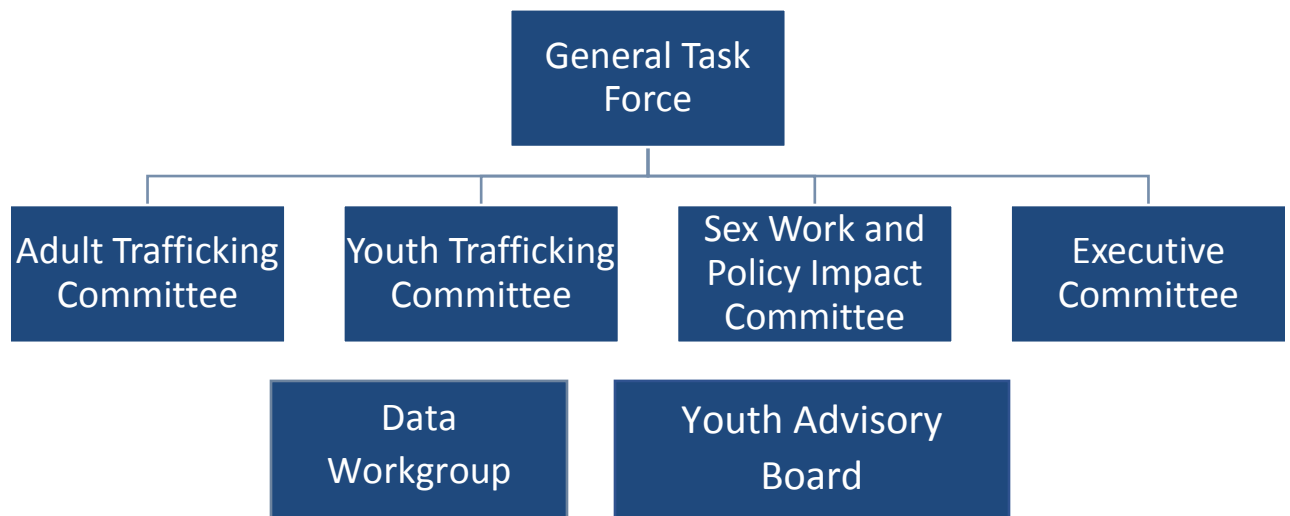 General Task
Force
Adult Trafficking
Committee
Youth Trafficking
Committee
Sex Work and
Policy Impact
Committee
Executive
Committee
Data
Workgroup
Youth Advisory
Board